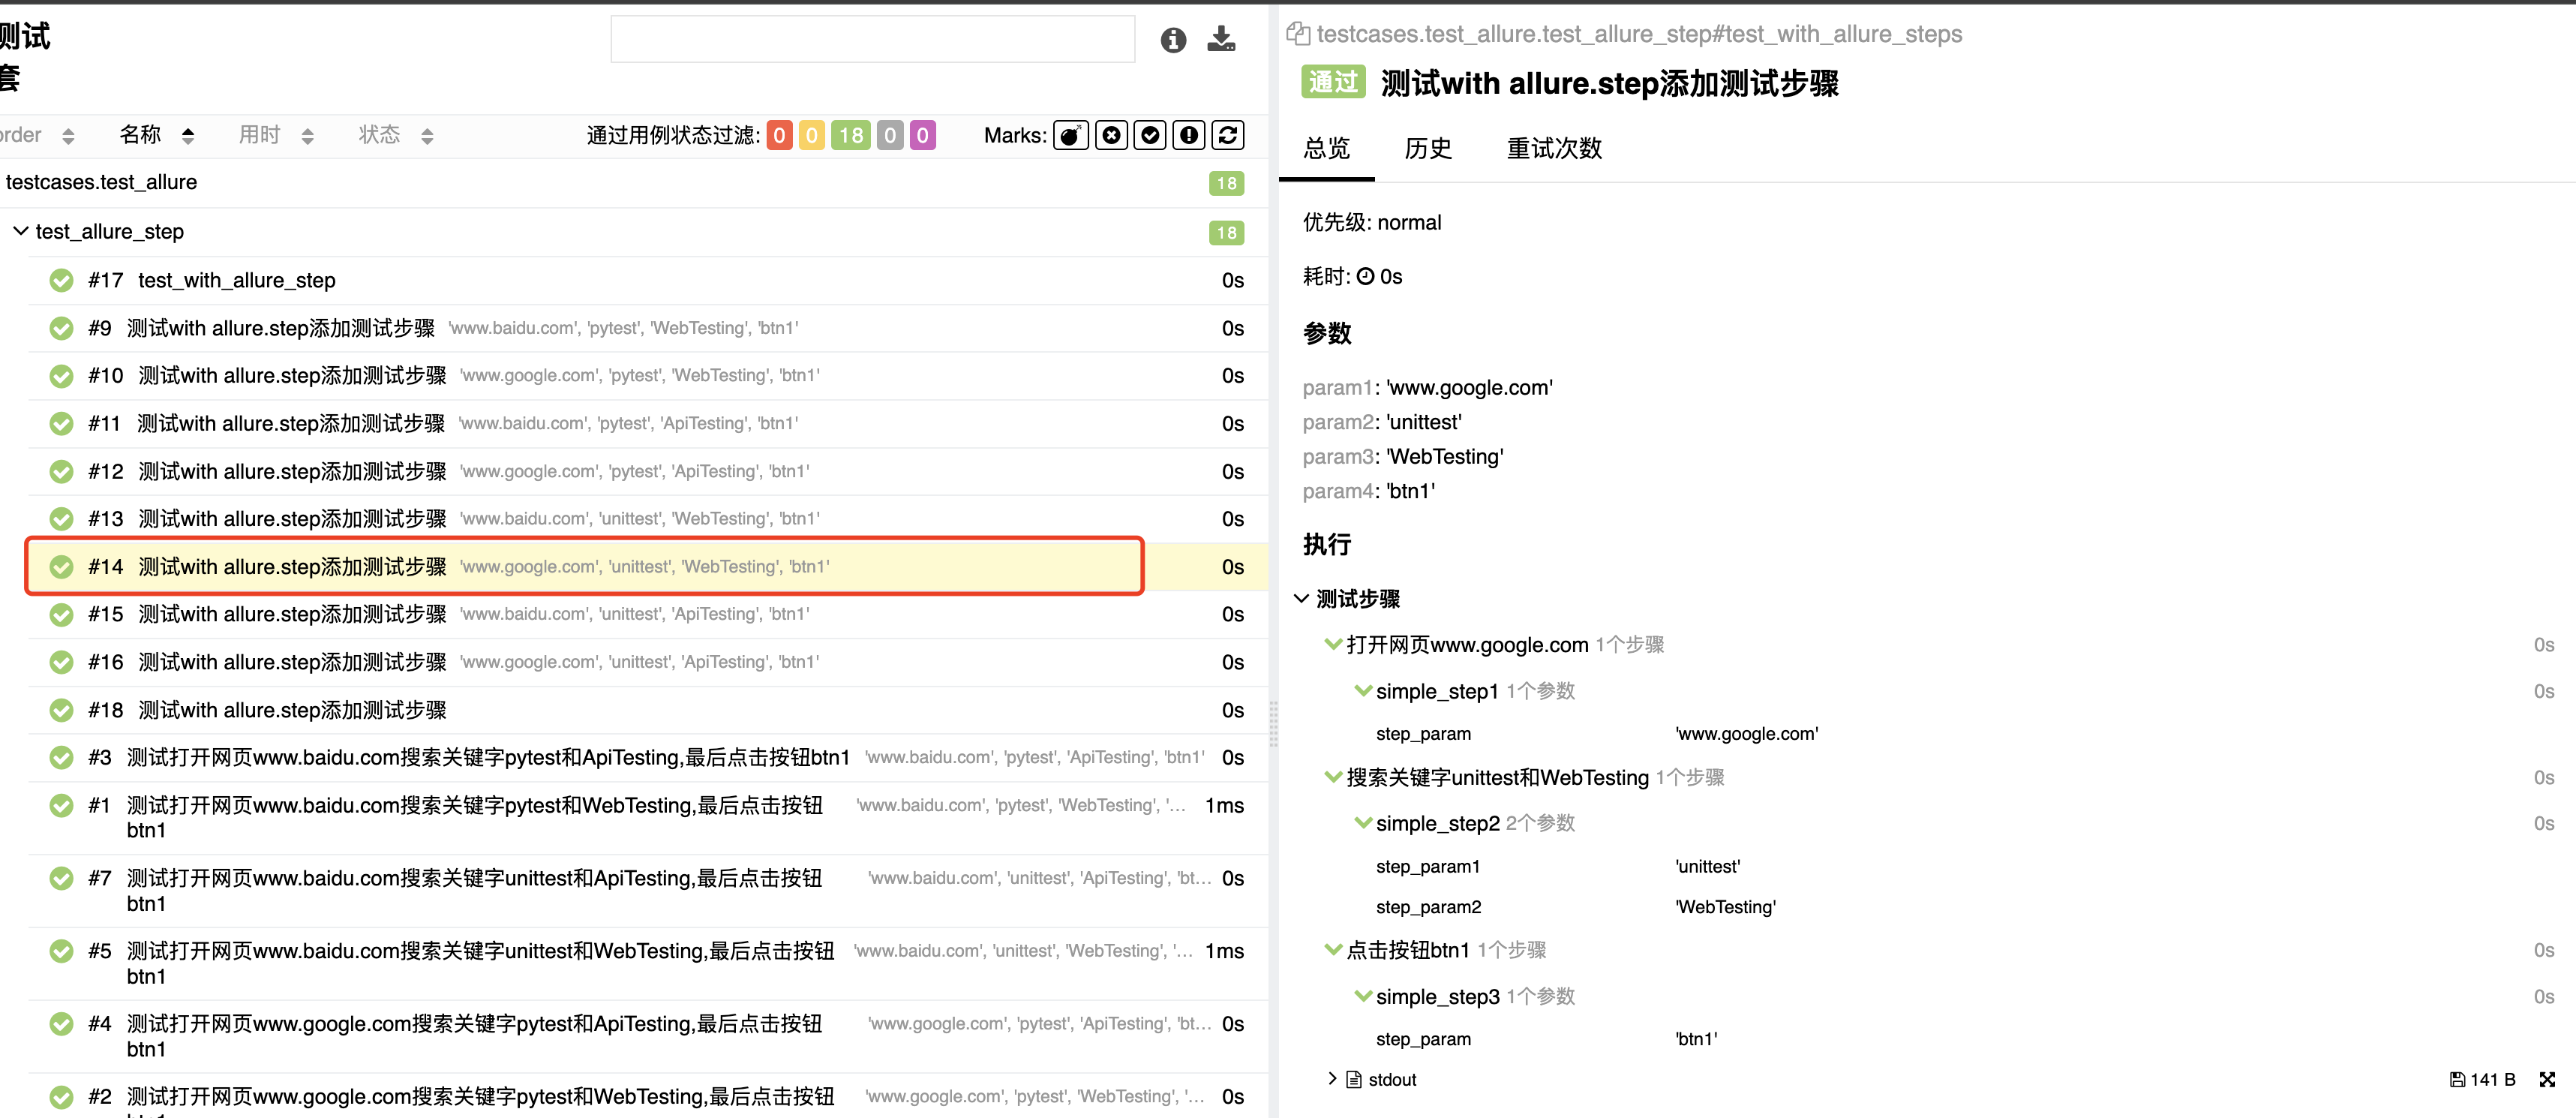 测试
套
order 名称 用时 状态 通过用例状态过滤: 0 0 18 0 0 Marks:
testcases.test_allure 18
test_allure_step 18
#17 test_with_allure_step 0s
#9 测试with allure.step添加测试步骤 'www.baidu.com', 'pytest', 'WebTesting', 'btn1' 0s
#10 测试with allure.step添加测试步骤 'www.google.com', 'pytest', 'WebTesting', 'btn1' 0s
#11 测试with allure.step添加测试步骤 'www.baidu.com', 'pytest', 'ApiTesting', 'btn1' 0s
#12 测试with allure.step添加测试步骤 'www.google.com', 'pytest', 'ApiTesting', 'btn1' 0s
#13 测试with allure.step添加测试步骤 'www.baidu.com', 'unittest', 'WebTesting', 'btn1' 0s
#14 测试with allure.step添加测试步骤 'www.google.com', 'unittest', 'WebTesting', 'btn1' 0s
#15 测试with allure.step添加测试步骤 'www.baidu.com', 'unittest', 'ApiTesting', 'btn1' 0s
#16 测试with allure.step添加测试步骤 'www.google.com', 'unittest', 'ApiTesting', 'btn1' 0s
#18 测试with allure.step添加测试步骤 0s
#3 测试打开网页www.baidu.com搜索关键字pytest和ApiTesting,最后点击按钮btn1 'www.baidu.com', 'pytest', 'ApiTesting', 'btn1' 0s
#1 测试打开网页www.baidu.com搜索关键字pytest和WebTesting,最后点击按钮 'www.baidu.com', 'pytest', 'WebTesting', '... 1ms
btn1
#7 测试打开网页www.baidu.com搜索关键字unittest和ApiTesting,最后点击按钮 'www.baidu.com', 'unittest', 'ApiTesting', 'bt... 0s
btn1
#5 测试打开网页www.baidu.com搜索关键字unittest和WebTesting,最后点击按钮 'www.baidu.com', 'unittest', 'WebTesting', '... 1ms
btn1
#4 测试打开网页www.google.com搜索关键字pytest和ApiTesting,最后点击按钮 'www.google.com', 'pytest', 'ApiTesting', 'bt... 0s
btn1
#2 测试打开网页www.google.com搜索关键字pytest和WebTesting,最后点击按钮 'www.google.com', 'pytest', 'WebTesting', '... 0s
testcases.test_allure.test_allure_step#test_with_allure_steps
通过 测试with allure.step添加测试步骤
总览 历史 重试次数
优先级: normal
耗时: 0s
参数
param1: 'www.google.com'
param2: 'unittest'
param3: 'WebTesting'
param4: 'btn1'
执行
测试步骤
打开网页www.google.com 1个步骤 0s
simple_step1 1个参数 0s
step_param 'www.google.com'
搜索关键字unittest和WebTesting 1个步骤 0s
simple_step2 2个参数 0s
step_param1 'unittest'
step_param2 'WebTesting'
点击按钮btn1 1个步骤 0s
simple_step3 1个参数 0s
step_param 'btn1'
stdout 141 B